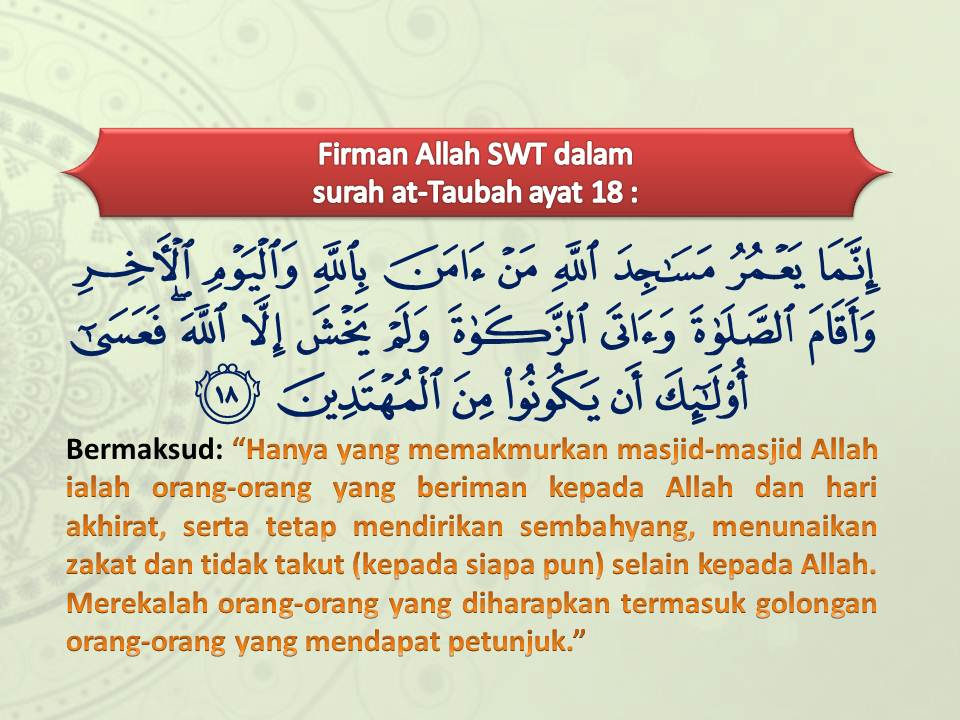 Firman Allah SWT dalam
surah at-Taubah ayat 18 :
إِنَّمَا يَعْمُرُ مَسَٰجِدَ ٱللَّهِ مَنْ ءَامَنَ بِٱللَّهِ وَٱلْيَوْمِ ٱلْأَخِرِ
وَأَقَامَ ٱلصَّلَوٰةَ وَءَاتَى ٱلزَّكَوٰةَ وَلَمْ يَخْشَ إِلَّا ٱللَّهَ ۖ فَعَسَىٰٓ
أُو۟لَٰٓئِكَ أَن يَكُونُوا۟ مِنَ ٱلْمُهْتَدِينَ ١٨
Bermaksud: “Hanya yang memakmurkan masjid-masjid Allah
ialah orang-orang yang beriman kepada Allah dan hari
akhirat, serta tetap mendirikan sembahyang, menunaikan
zakat dan tidak takut (kepada siapa pun) selain kepada Allah.
Merekalah orang-orang yang diharapkan termasuk golongan
orang-orang yang mendapat petunjuk.”